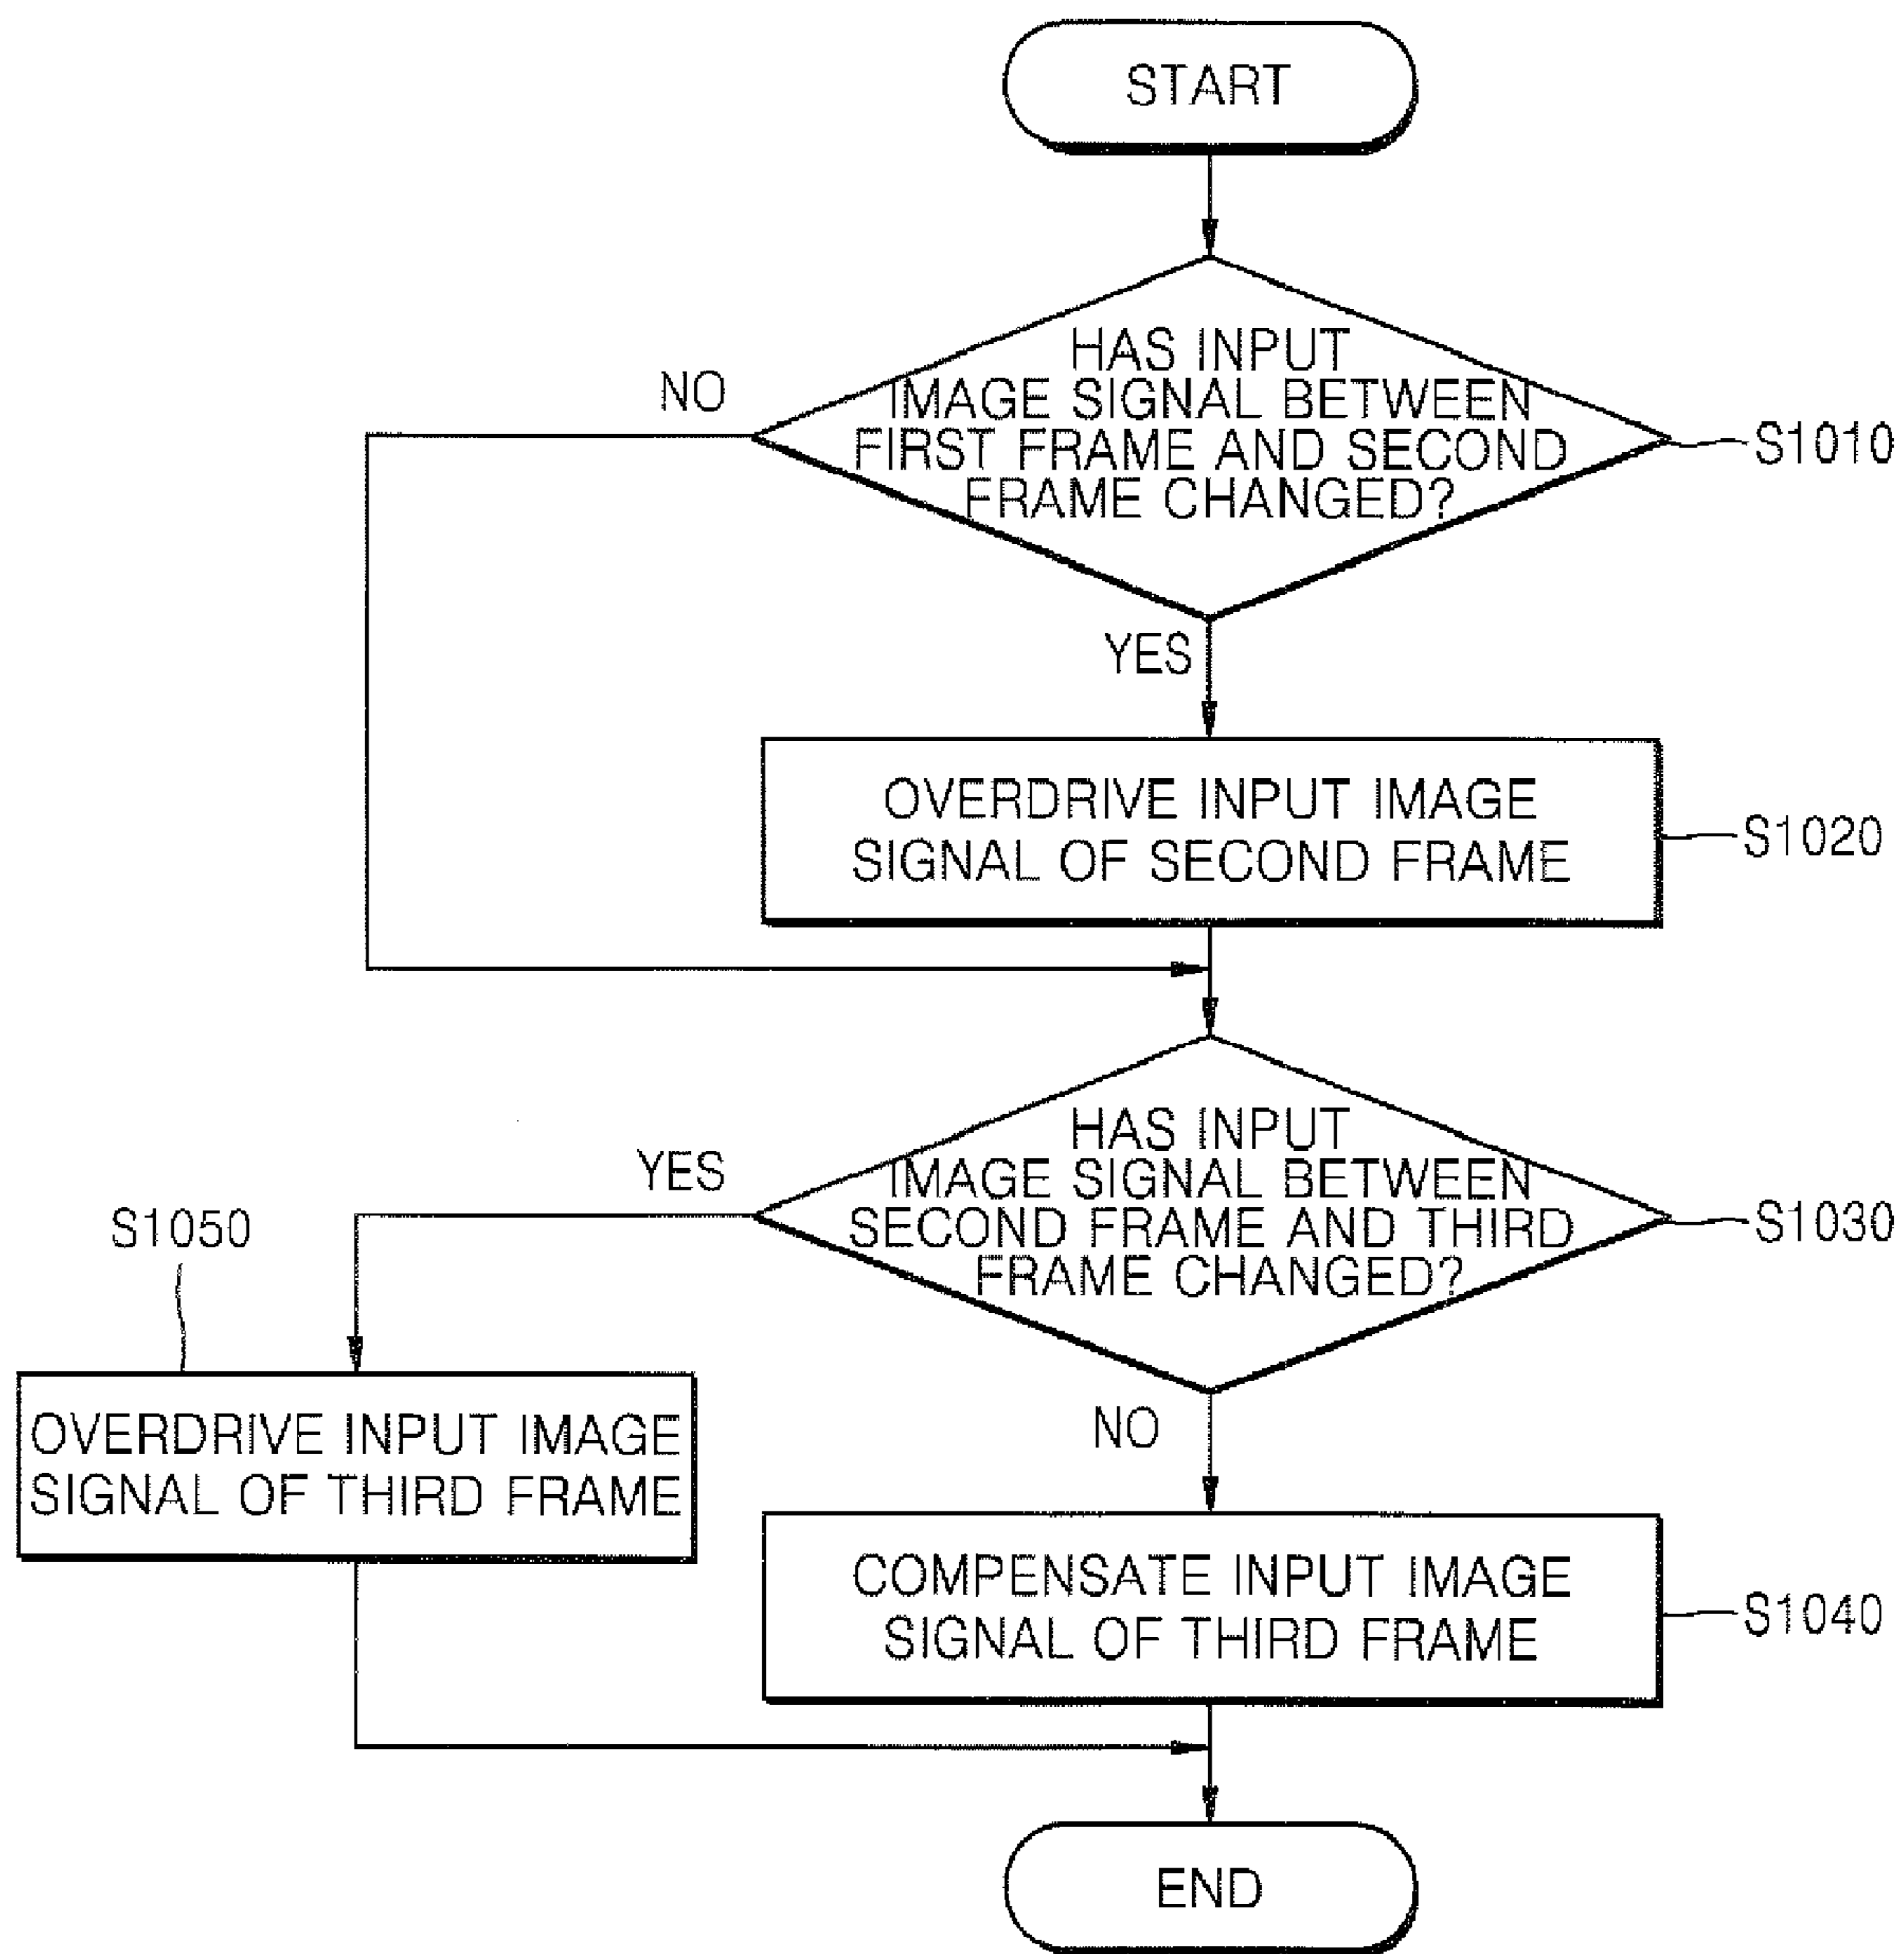 START
HAS INPUT
IMAGE SIGNAL BETWEEN
FIRST FRAME AND SECOND
FRAME CHANGED?
NO
S1010
YES
OVERDRIVE INPUT IMAGE
SIGNAL OF SECOND FRAME
S1020
HAS INPUT
IMAGE SIGNAL BETWEEN
SECOND FRAME AND THIRD
FRAME CHANGED?
YES
S1030
S1050
OVERDRIVE INPUT IMAGE
SIGNAL OF THIRD FRAME
NO
COMPENSATE INPUT IMAGE
SIGNAL OF THIRD FRAME
S1040
END